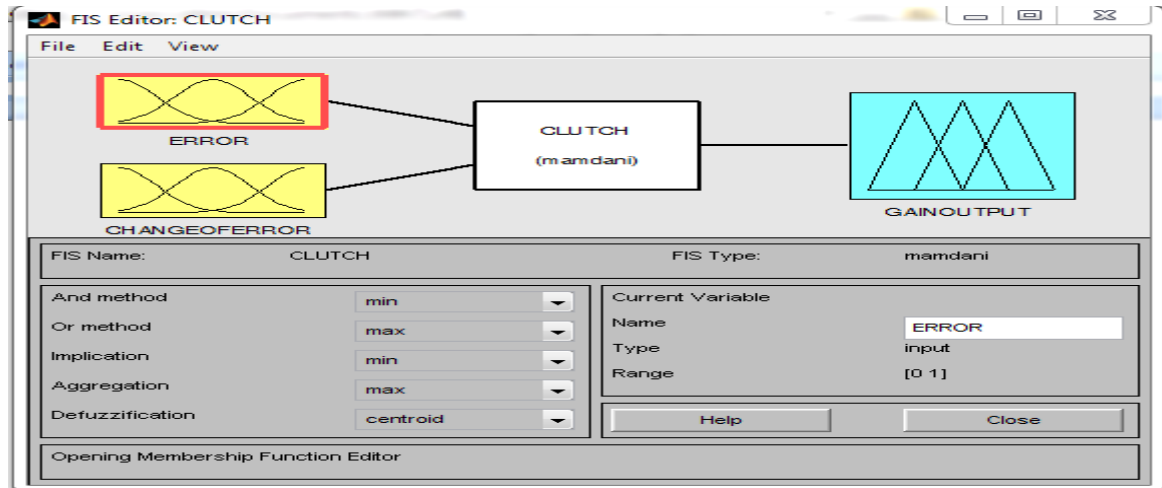 FIS Editor: CLUTCH
File Edit View
ERROR
CHANGEOFERROR
CLUTCH
(mamdani)
GAINOUTPUT
FIS Name: CLUTCH FIS Type: mamdani
And method min
Or method max
Implication min
Aggregation max
Defuzzification centroid
Current Variable
Name ERROR
Type input
Range [0 1]
Help Close
Opening Membership Function Editor